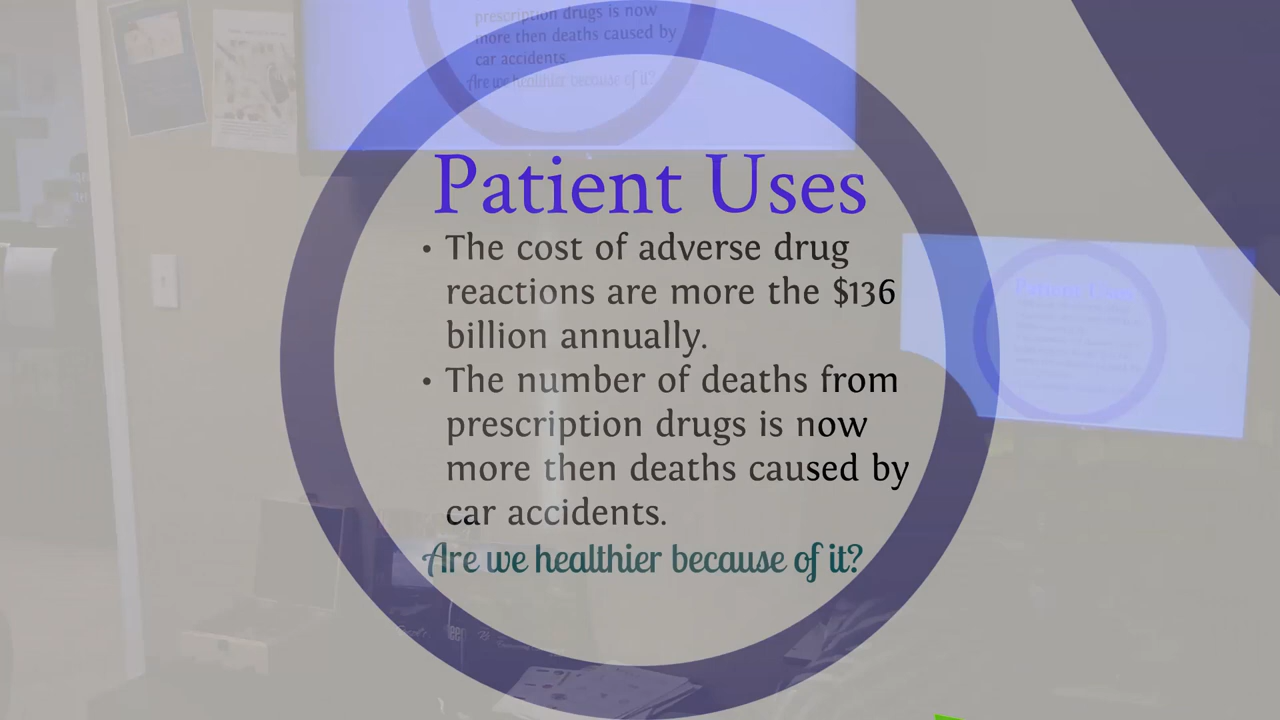 prescription drugs is now
more then deaths caused by
car accidents.
Are we healthier because of it?
Patient Uses
• The cost of adverse drug
reactions are more the $136
billion annually.
• The number of deaths from
prescription drugs is now
more then deaths caused by
car accidents.
Are we healthier because of it?
Patient Uses